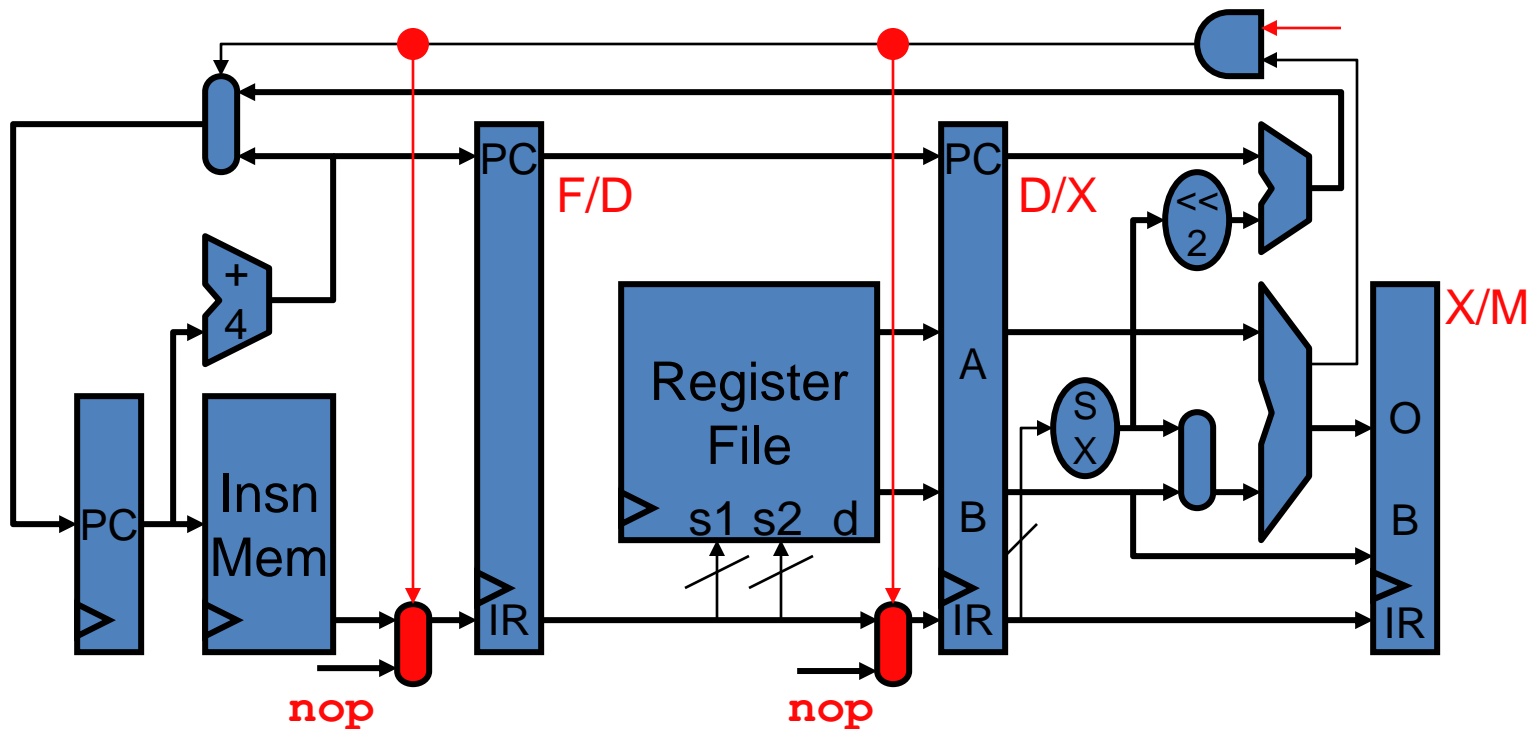 PC
F/D
PC
D/X
<<
2
+
4
X/M
Register
File
A
S
X
O
PC
Insn
Mem
s1 s2 d
B
B
IR
IR
IR
nop
nop